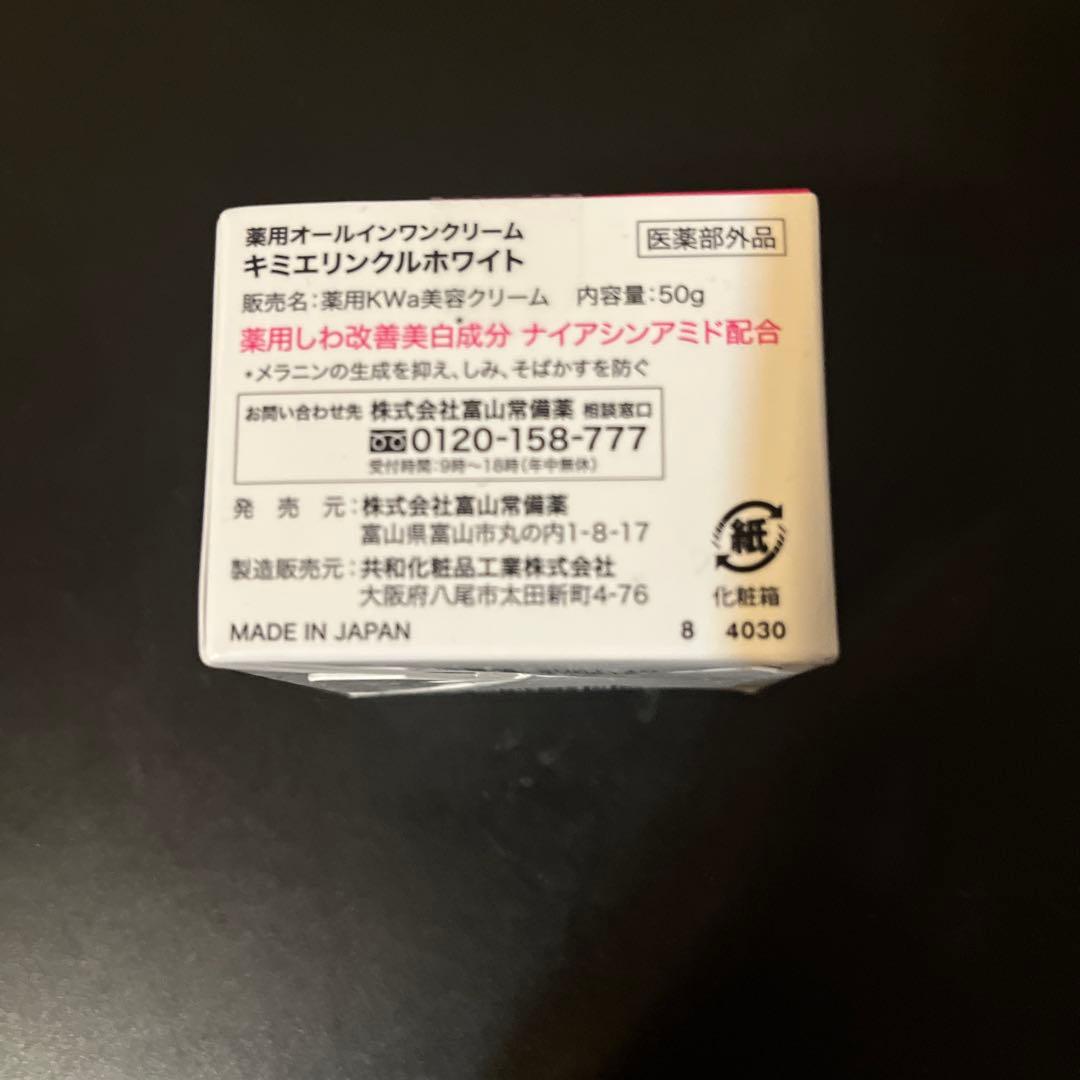 薬用オールインワンクリーム
医薬部外品
キミエリンクルホワイト
販売名:薬用KWa美容クリーム 内容量:50g
薬用しわ改善美白*成分 ナイアシンアミド配合
*メラニンの生成を抑え、しみ、そばかすを防ぐ
お問い合わせ先 株式会社富山常備薬 相談窓口
0120-158-777
受付時間:9時～18時(年中無休)
発売元:株式会社富山常備薬
富山県富山市丸の内1-8-17
製造販売元:共和化粧品工業株式会社
大阪府八尾市太田新町4-76
紙
化粧箱
MADE IN JAPAN
8 4030